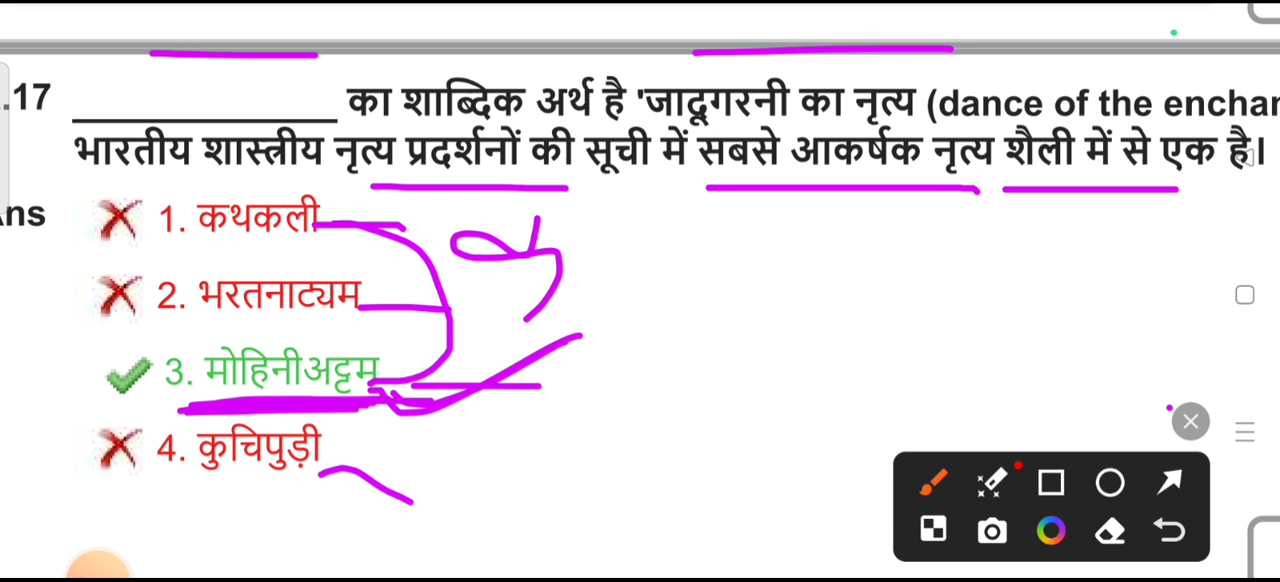 .17 ____________ का शाब्दिक अर्थ है 'जादूगरनी का नृत्य (dance of the enchan
भारतीय शास्त्रीय नृत्य प्रदर्शनों की सूची में सबसे आकर्षक नृत्य शैली में से एक है।
ns
1. कथकली
2. भरतनाट्यम
3. मोहिनीअट्टम
4. कुचिपुड़ी